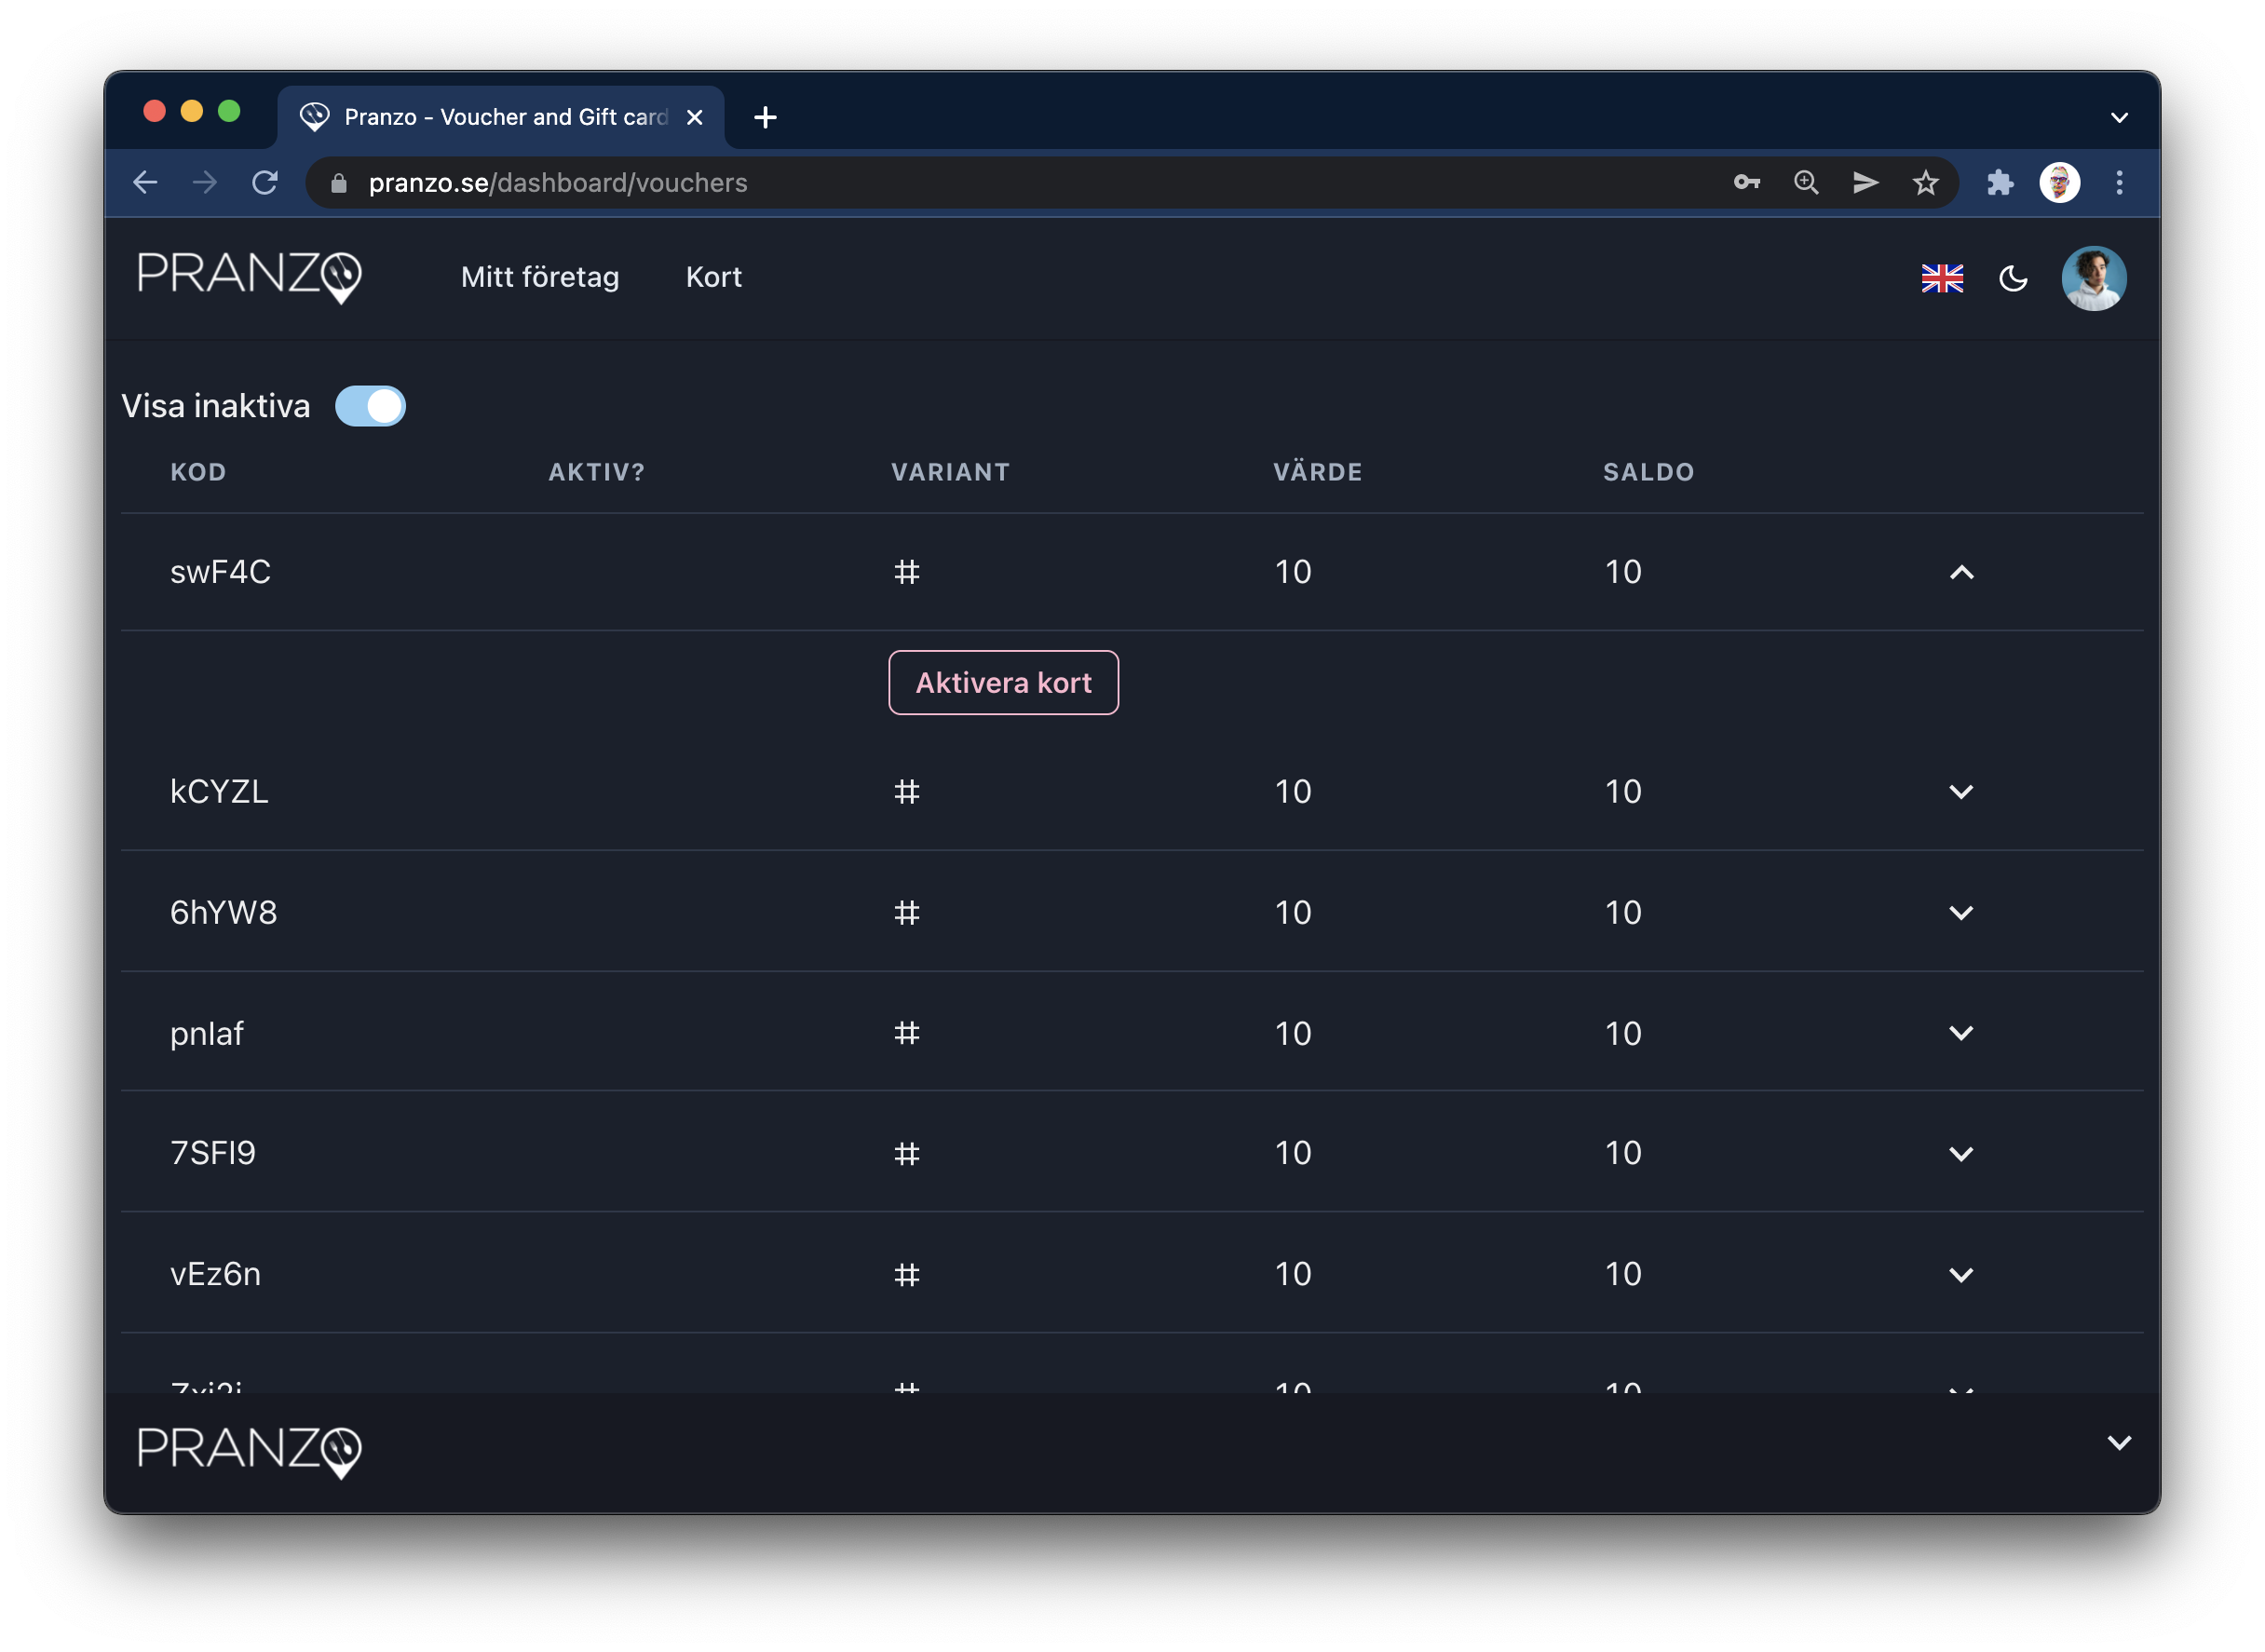 Pranzo - Voucher and Gift card
pranzo.se/dashboard/vouchers
PRANZO Mitt företag Kort
Visa inaktiva
KOD AKTIV? VARIANT VÄRDE SALDO
swF4C # 10 10
Aktivera kort
kCYZL # 10 10
6hYW8 # 10 10
pnIaf # 10 10
7SFI9 # 10 10
vEz6n # 10 10
# 10 10
PRANZO